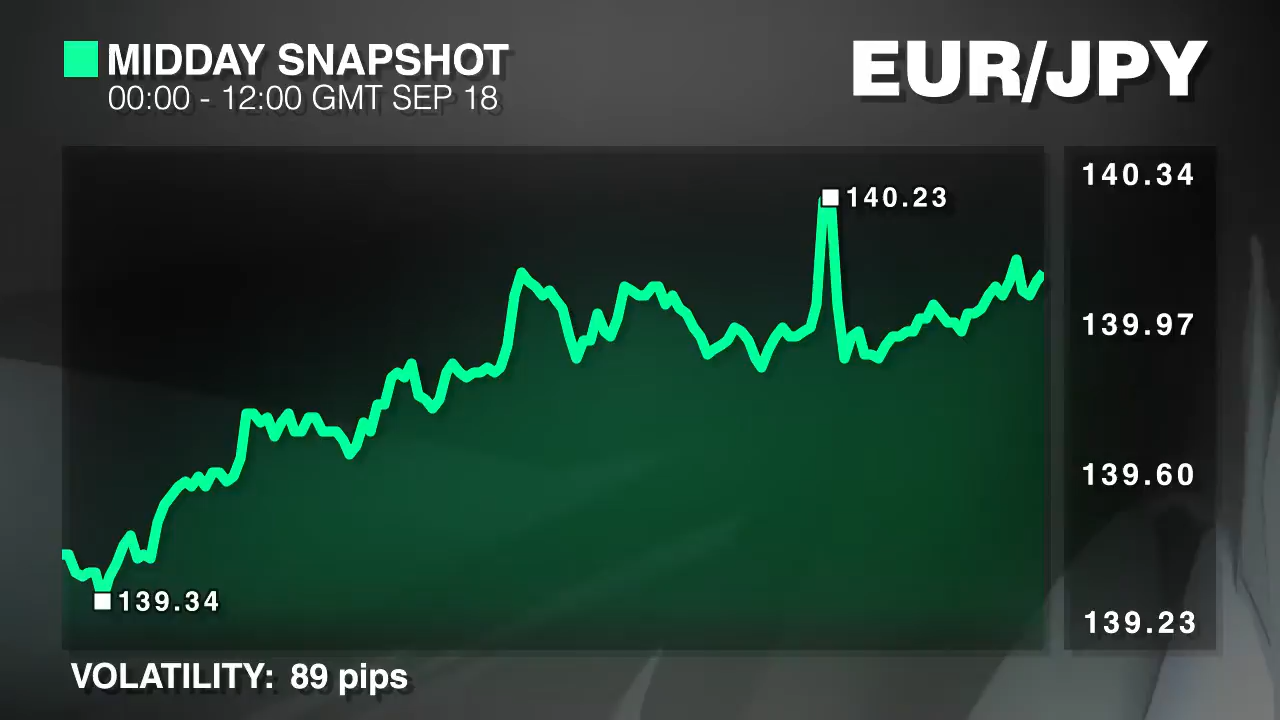 MIDDAY SNAPSHOT
00:00 - 12:00 GMT SEP 18
EUR/JPY
140.34
140.23
139.97
139.60
139.34
139.23
VOLATILITY: 89 pips